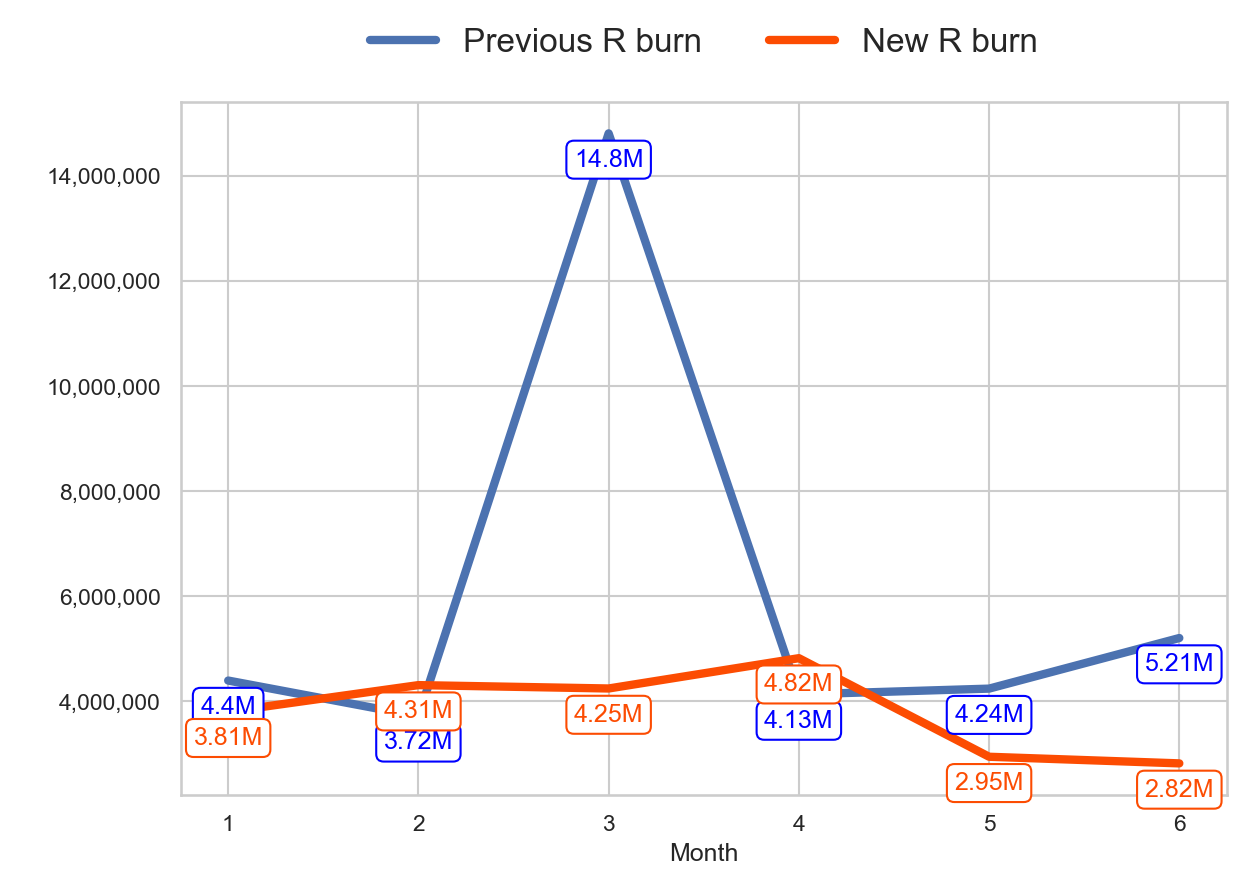 Previous R burn New R burn
14,000,000
12,000,000
10,000,000
8,000,000
6,000,000
4,000,000
14.8M
4.4M
3.81M
4.31M
3.72M
4.25M
4.82M
4.13M
4.24M
2.95M
5.21M
2.82M
1 2 3 4 5 6
Month